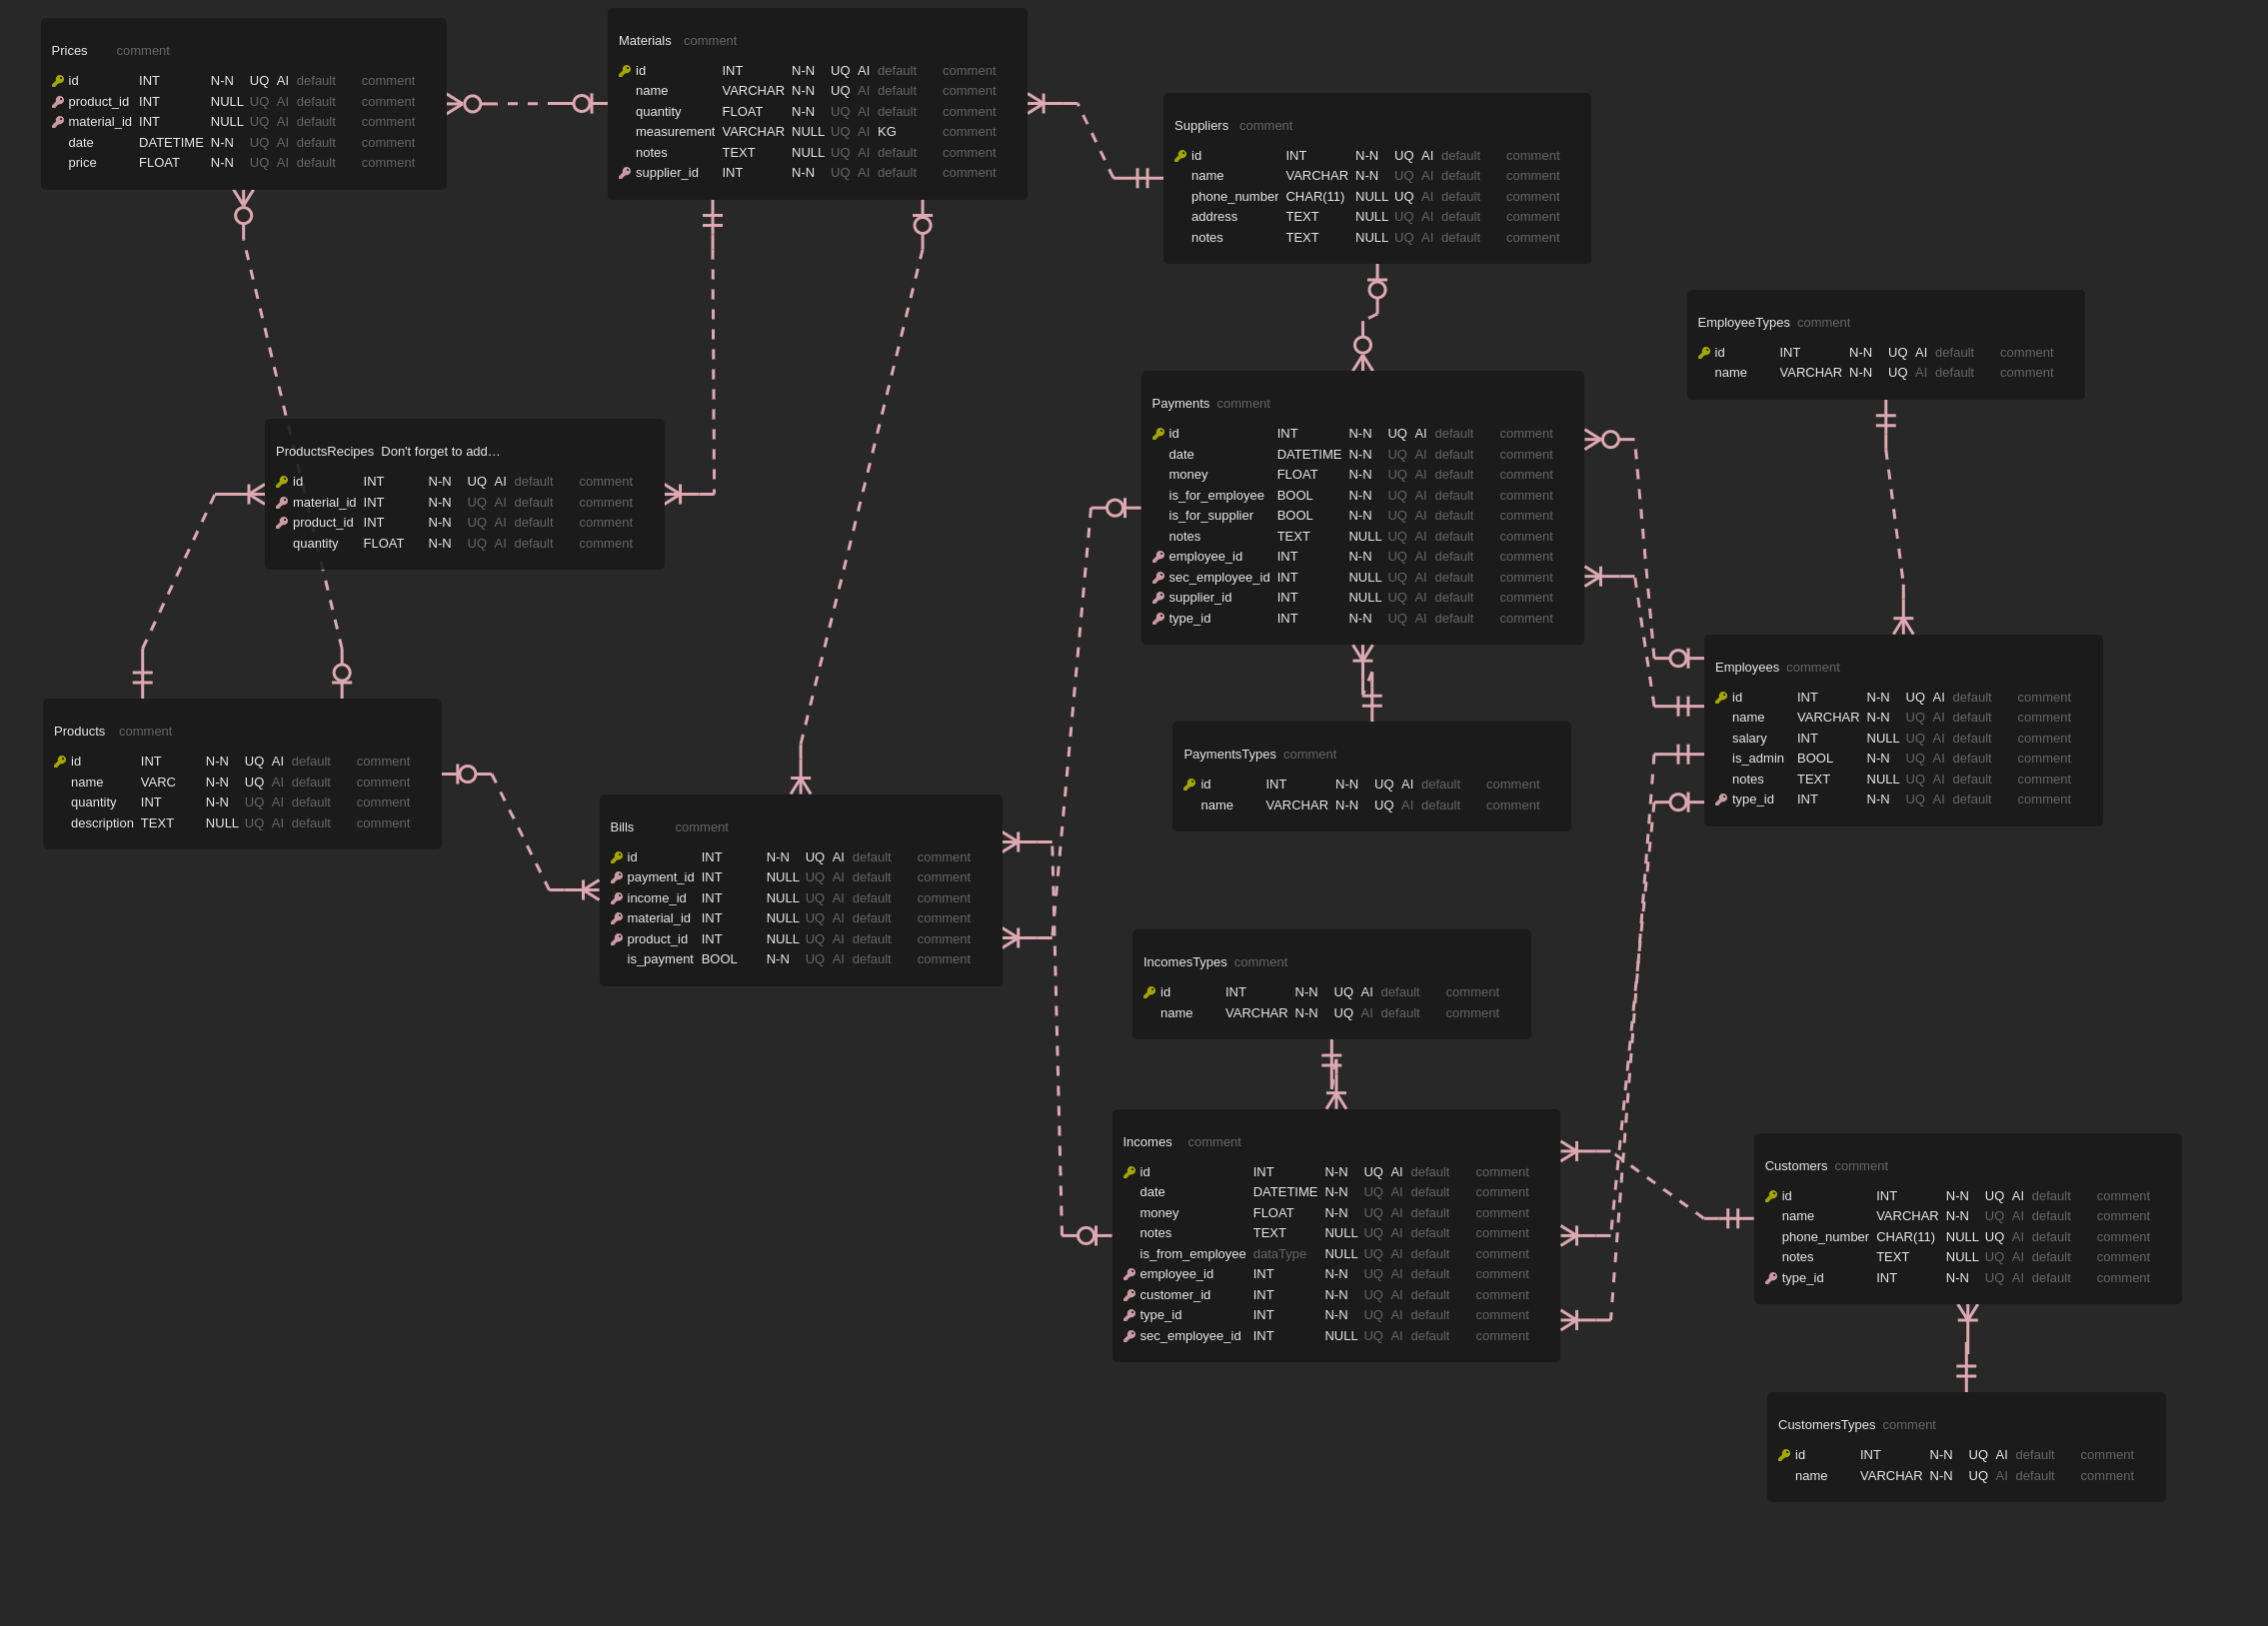 Prices comment
id INT N-N UQ AI default comment
product_id INT NULL UQ AI default comment
material_id INT NULL UQ AI default comment
date DATETIME N-N UQ AI default comment
price FLOAT N-N UQ AI default comment
Materials comment
id INT N-N UQ AI default comment
name VARCHAR N-N UQ AI default comment
quantity FLOAT N-N UQ AI default comment
measurement VARCHAR NULL UQ AI KG comment
notes TEXT NULL UQ AI default comment
supplier_id INT N-N UQ AI default comment
Suppliers comment
id INT N-N UQ AI default comment
name VARCHAR N-N UQ AI default comment
phone_number CHAR(11) NULL UQ AI default comment
address TEXT NULL UQ AI default comment
notes TEXT NULL UQ AI default comment
EmployeeTypes comment
id INT N-N UQ AI default comment
name VARCHAR N-N UQ AI default comment
Payments comment
id INT N-N UQ AI default comment
date DATETIME N-N UQ AI default comment
money FLOAT N-N UQ AI default comment
is_for_employee BOOL N-N UQ AI default comment
is_for_supplier BOOL N-N UQ AI default comment
notes TEXT NULL UQ AI default comment
employee_id INT N-N UQ AI default comment
sec_employee_id INT NULL UQ AI default comment
supplier_id INT NULL UQ AI default comment
type_id INT N-N UQ AI default comment
ProductsRecipes Don't forget to add…
id INT N-N UQ AI default comment
material_id INT N-N UQ AI default comment
product_id INT N-N UQ AI default comment
quantity FLOAT N-N UQ AI default comment
Employees comment
id INT N-N UQ AI default comment
name VARCHAR N-N UQ AI default comment
salary INT NULL UQ AI default comment
is_admin BOOL N-N UQ AI default comment
notes TEXT NULL UQ AI default comment
type_id INT N-N UQ AI default comment
Products comment
id INT N-N UQ AI default comment
name VARC N-N UQ AI default comment
quantity INT N-N UQ AI default comment
description TEXT NULL UQ AI default comment
PaymentsTypes comment
id INT N-N UQ AI default comment
name VARCHAR N-N UQ AI default comment
Bills comment
id INT N-N UQ AI default comment
payment_id INT NULL UQ AI default comment
income_id INT NULL UQ AI default comment
material_id INT NULL UQ AI default comment
product_id INT NULL UQ AI default comment
is_payment BOOL N-N UQ AI default comment
IncomesTypes comment
id INT N-N UQ AI default comment
name VARCHAR N-N UQ AI default comment
Incomes comment
id INT N-N UQ AI default comment
date DATETIME N-N UQ AI default comment
money FLOAT N-N UQ AI default comment
notes TEXT NULL UQ AI default comment
is_from_employee dataType NULL UQ AI default comment
employee_id INT N-N UQ AI default comment
customer_id INT N-N UQ AI default comment
type_id INT N-N UQ AI default comment
sec_employee_id INT NULL UQ AI default comment
Customers comment
id INT N-N UQ AI default comment
name VARCHAR N-N UQ AI default comment
phone_number CHAR(11) NULL UQ AI default comment
notes TEXT NULL UQ AI default comment
type_id INT N-N UQ AI default comment
CustomersTypes comment
id INT N-N UQ AI default comment
name VARCHAR N-N UQ AI default comment